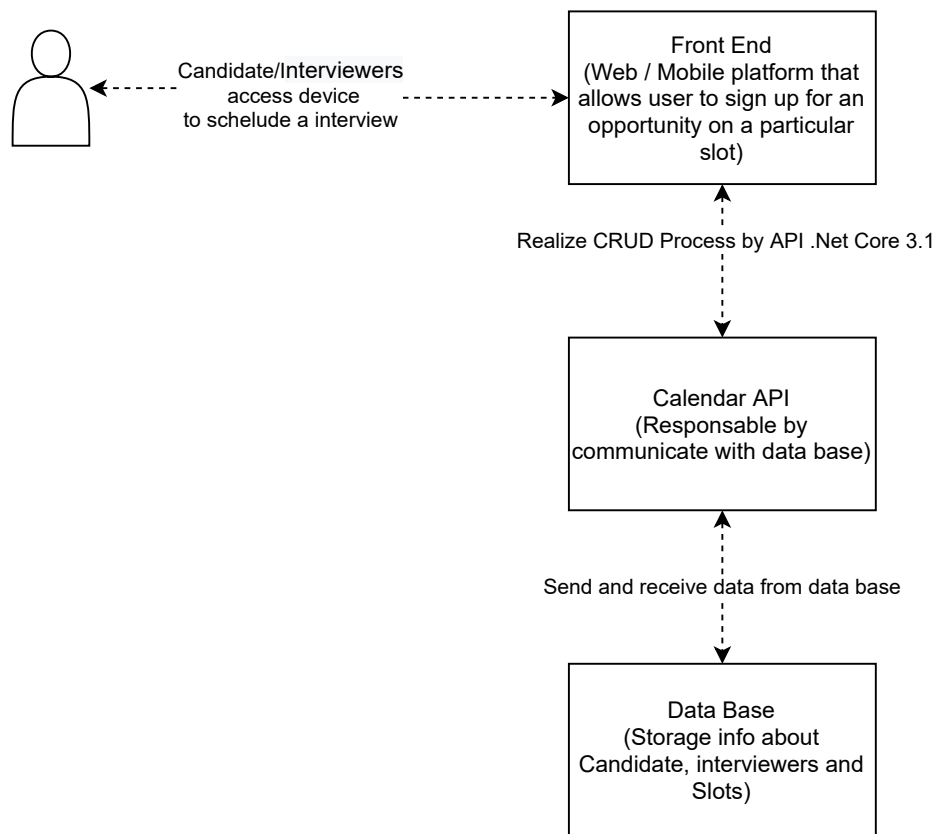 Candidate/Interviewers
access device
to schelude a interview
Front End
(Web / Mobile platform that
allows user to sign up for an
opportunity on a particular
slot)
Realize CRUD Process by API .Net Core 3.1
Calendar API
(Responsable by
communicate with data base)
Send and receive data from data base
Data Base
(Storage info about
Candidate, interviewers and
Slots)